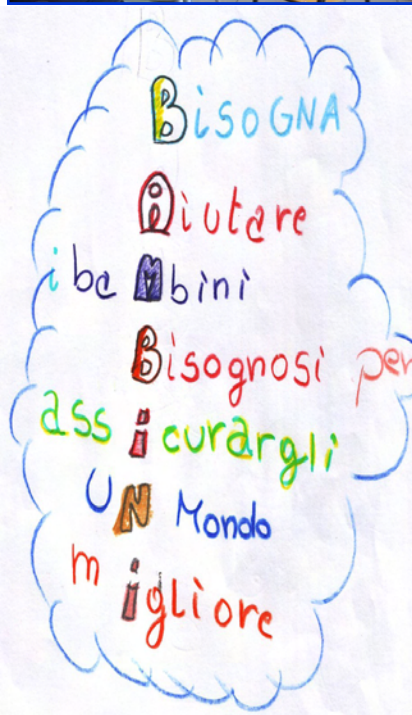 BisoGNA
Aiutare
i baMbini
Bisognosi per
assicurargli
UN Mondo
migliore